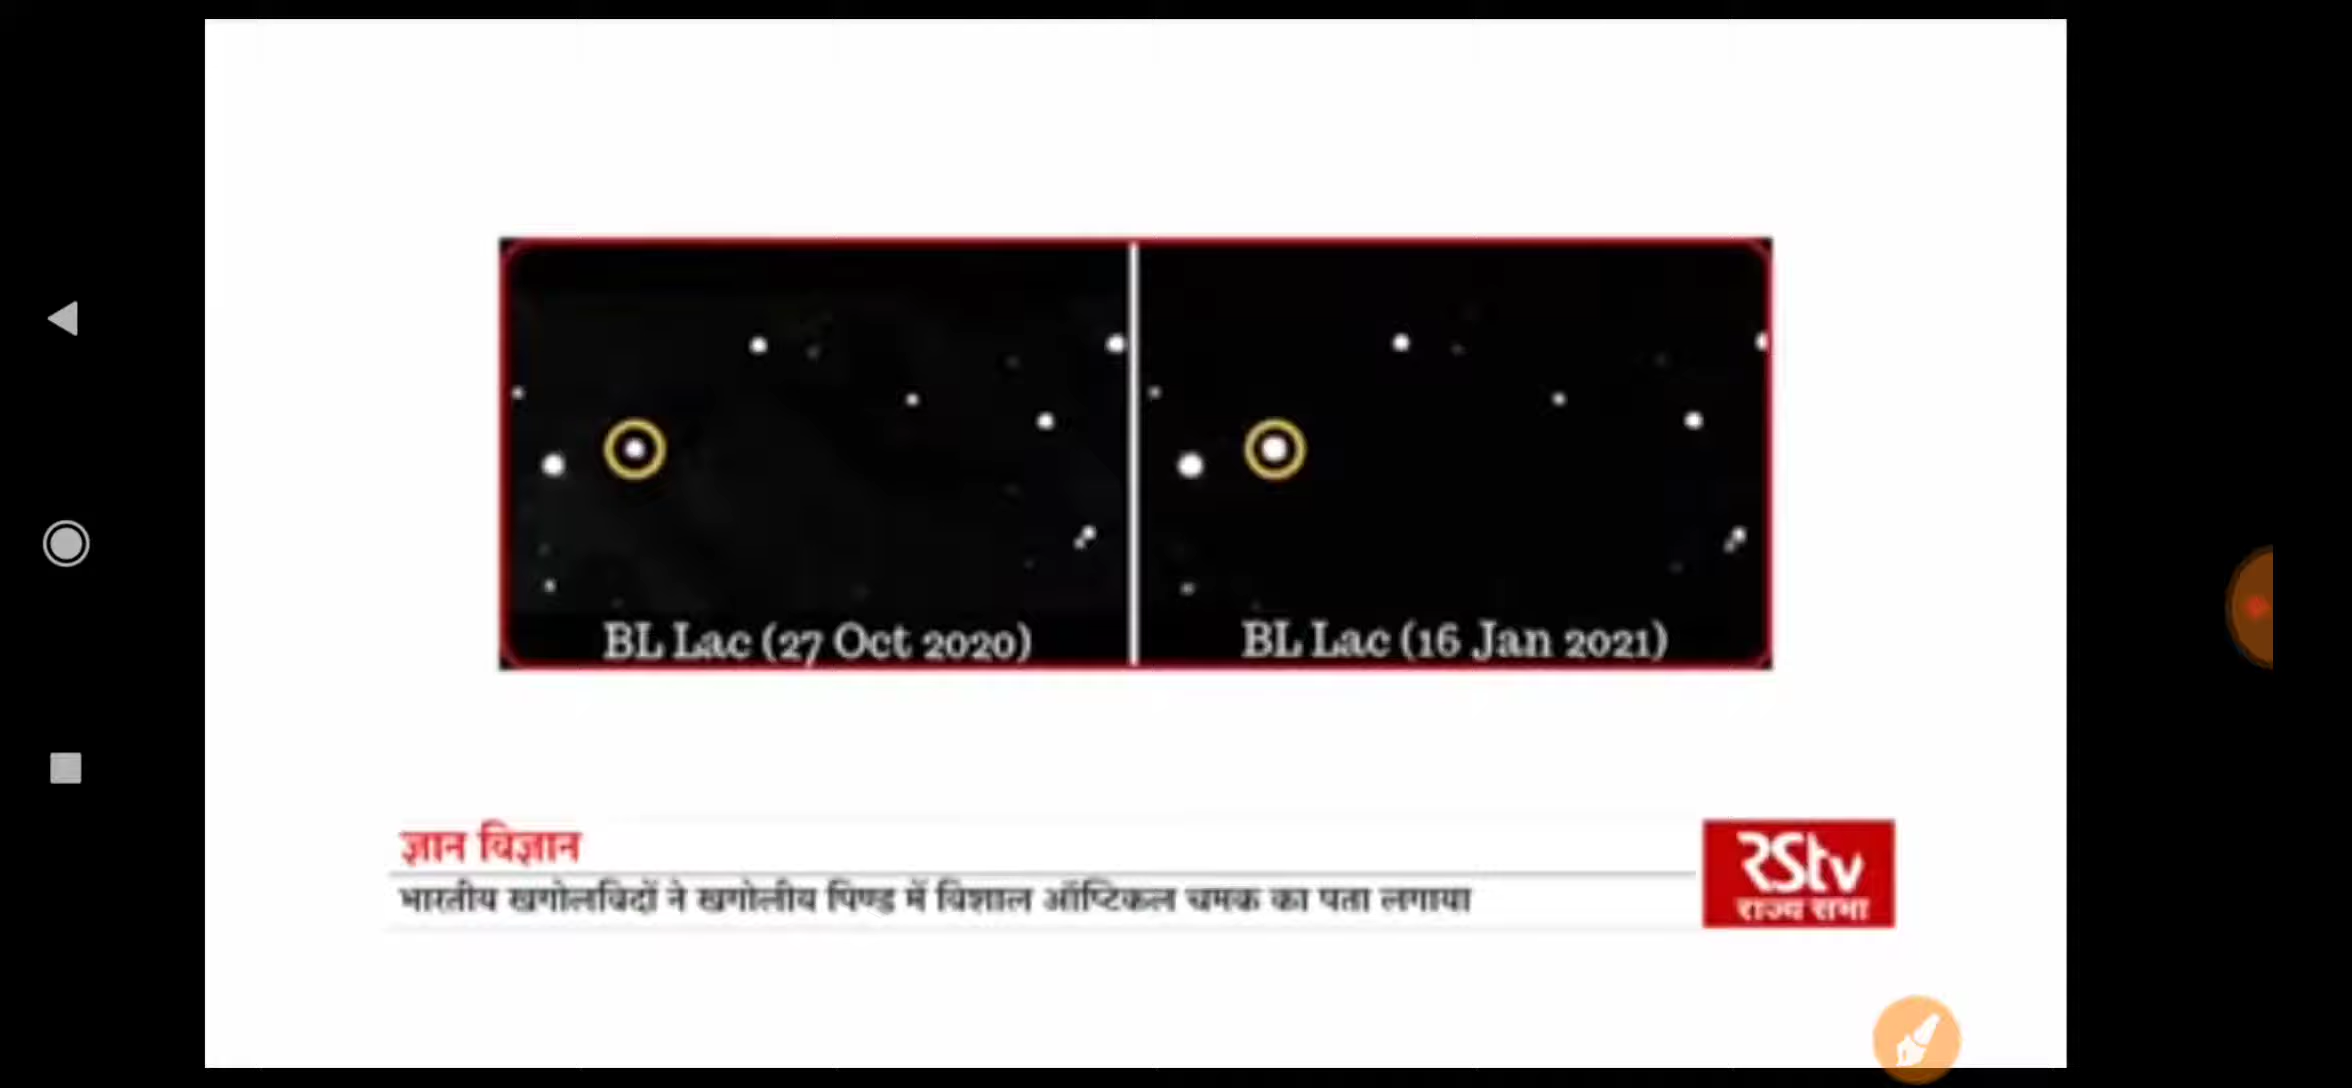 BL Lac (27 Oct 2020)
BL Lac (16 Jan 2021)
ज्ञान विज्ञान
भारतीय खगोलविदों ने खगोलीय पिण्ड में विशाल ऑप्टिकल चमक का पता लगाया
RStv
राज्य सभा